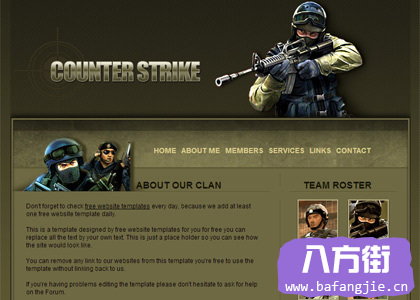 COUNTER STRIKE
HOME ABOUT ME MEMBERS SERVICES LINKS CONTACT
ABOUT OUR CLAN
Don't forget to check free website templates every day, because we add at least
one free website template daily.
This is a template designed by free website templates for you for free you can
replace all the text by your own text. This is just a place holder so you can see how
the site would look like.
You can remove any link to our websites from this template you're free to use the
template without linking back to us.
If you're having problems editing the template please don't hesitate to ask for help
on the Forum.
TEAM ROSTER
八方街
www.bafangjie.cn